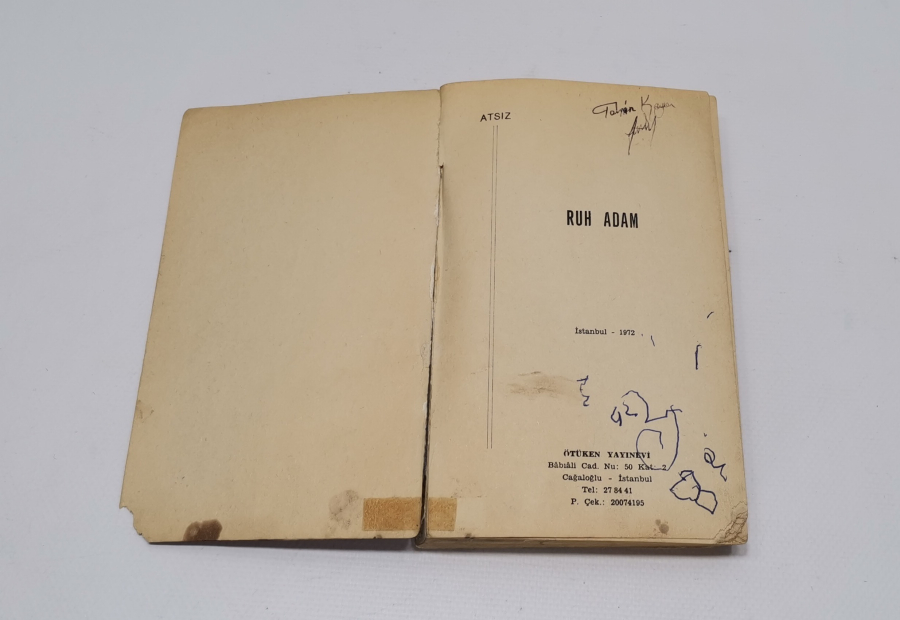 ATSIZ
RUH ADAM
İstanbul - 1972
ÖTÜKEN YAYINEVİ
Bâbıâli Cad. Nu: 50 Kat: 2
Cağaloğlu - İstanbul
Tel: 27 84 41
P. Çek.: 20074195